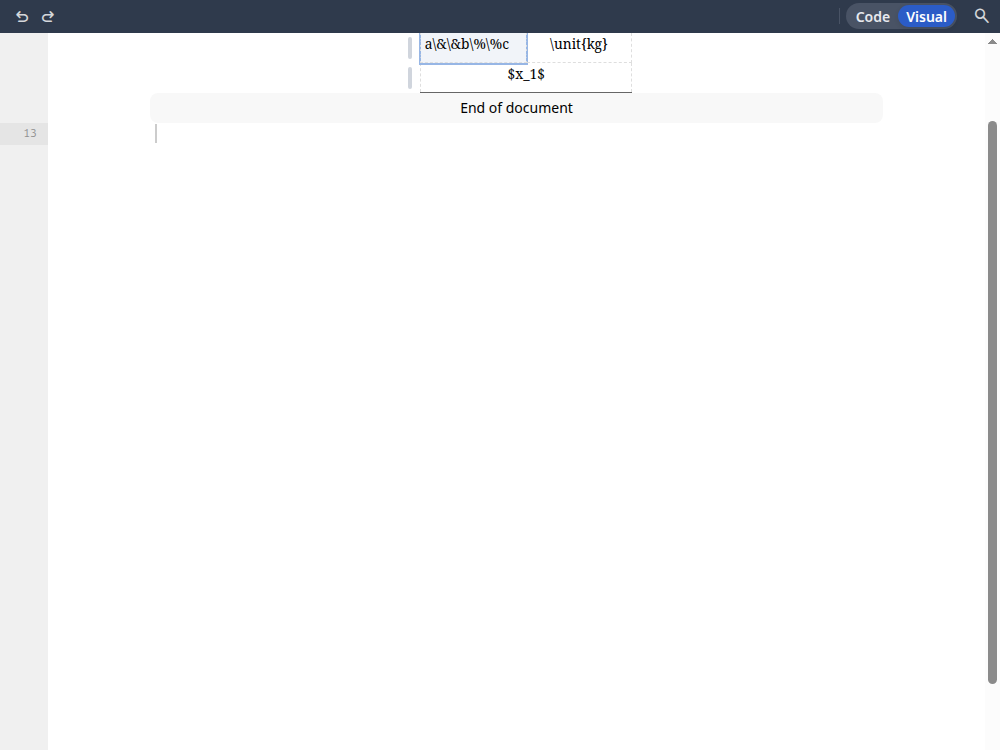 Code Visual
a\&\&b\%\%c \unit{kg}
$x_1$
End of document
13